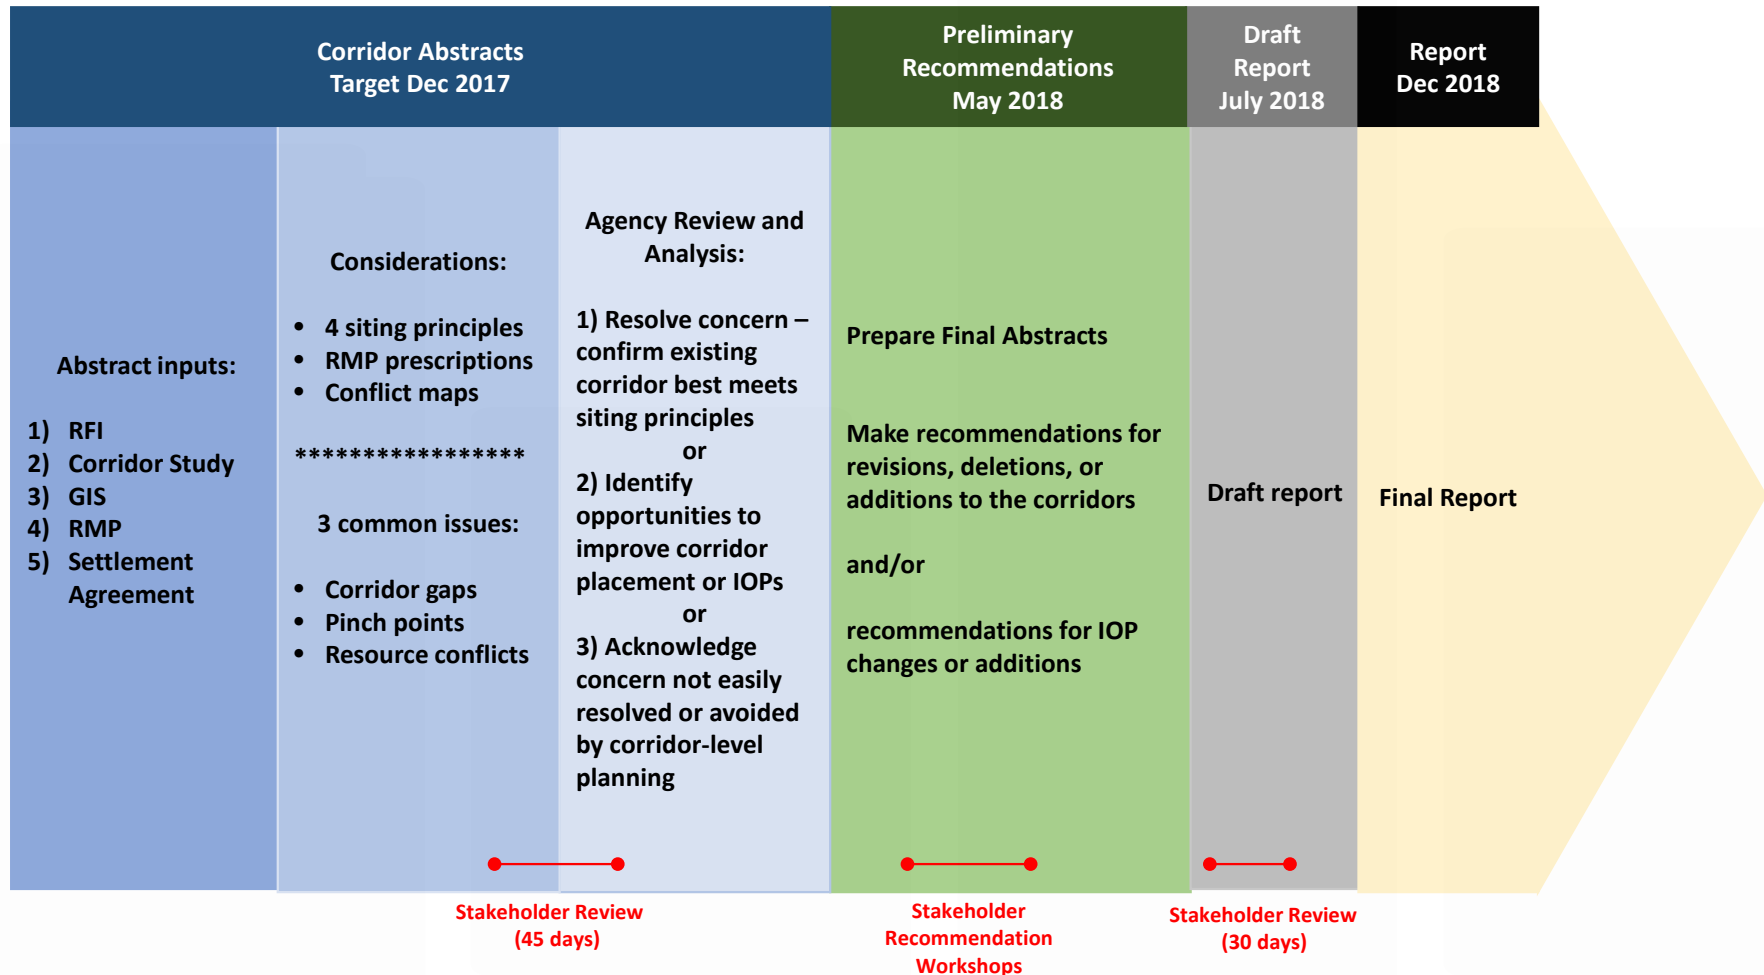 Corridor Abstracts
Target Dec 2017
Preliminary
Recommendations
May 2018
Draft
Report
July 2018
Report
Dec 2018
Abstract inputs:
1) RFI
2) Corridor Study
3) GIS
4) RMP
5) Settlement
Agreement
Considerations:
• 4 siting principles
• RMP prescriptions
• Conflict maps
*****************
3 common issues:
• Corridor gaps
• Pinch points
• Resource conflicts
Agency Review and
Analysis:
1) Resolve concern –
confirm existing
corridor best meets
siting principles
or
2) Identify
opportunities to
improve corridor
placement or IOPs
or
3) Acknowledge
concern not easily
resolved or avoided
by corridor-level
planning
Prepare Final Abstracts
Make recommendations for
revisions, deletions, or
additions to the corridors
and/or
recommendations for IOP
changes or additions
Draft report
Final Report
Stakeholder Review
(45 days)
Stakeholder
Recommendation
Workshops
Stakeholder Review
(30 days)